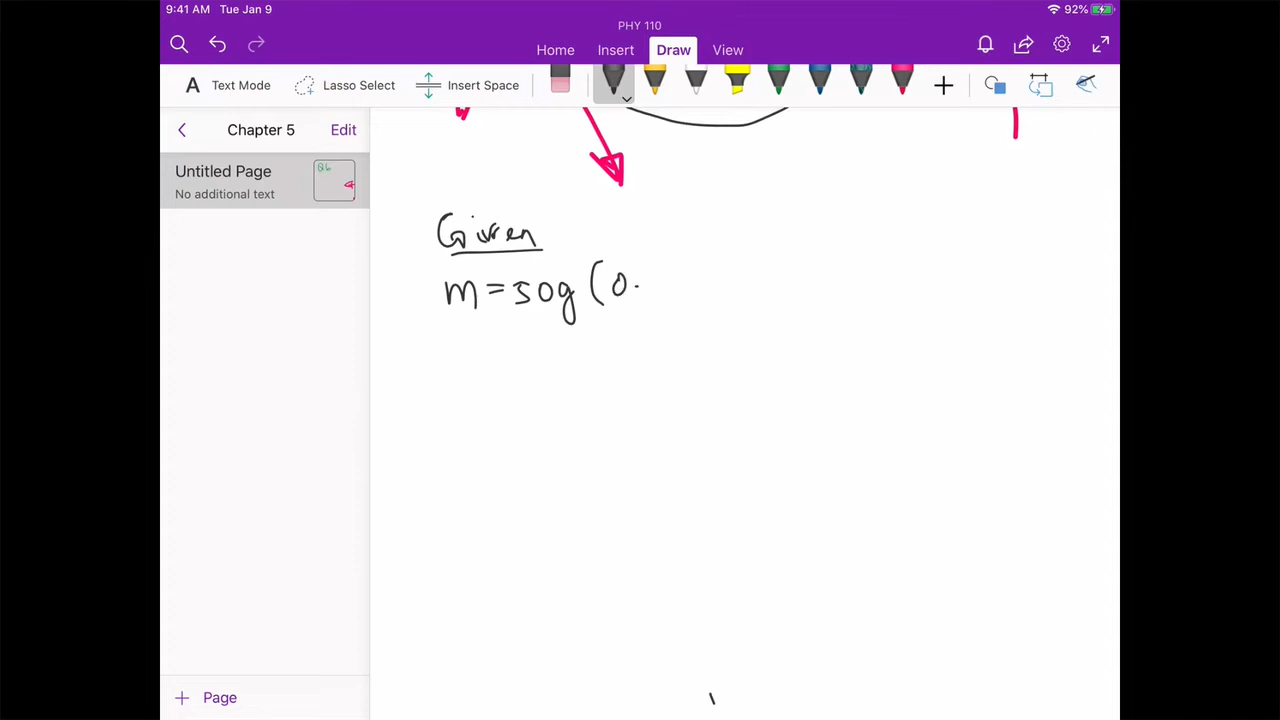 9:41 AM Tue Jan 9
92%
PHY 110
Home Insert Draw View
Text Mode Lasso Select Insert Space
Chapter 5 Edit
Untitled Page
No additional text
Q6
Given
m = 50g (0.
+ Page